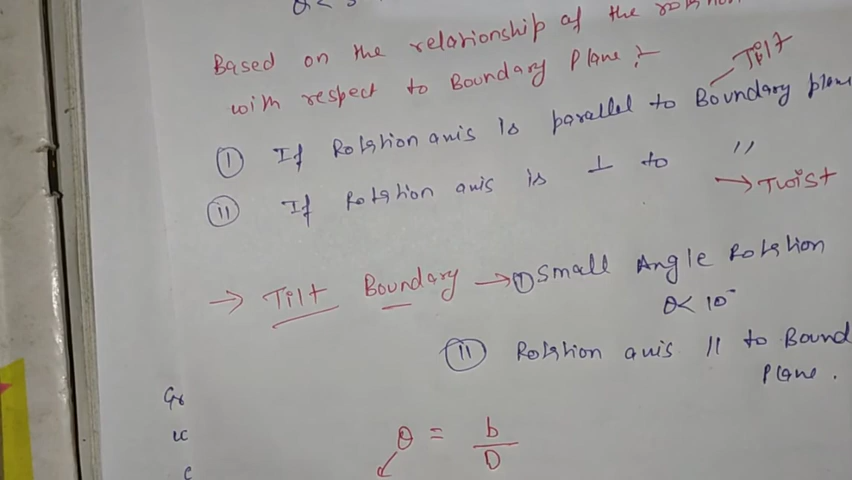 Based on the relationship of the
with respect to Boundary Plane :-
Tilt
(I) If Rotation axis is parallel to Boundary plane
(II) If Rotation axis is ⊥ to "
→ Twist
→ Tilt Boundary → (I) Small Angle Rotation
θ < 10°
(II) Rotation axis || to Bound
Plane.
Gr
θ = b/D